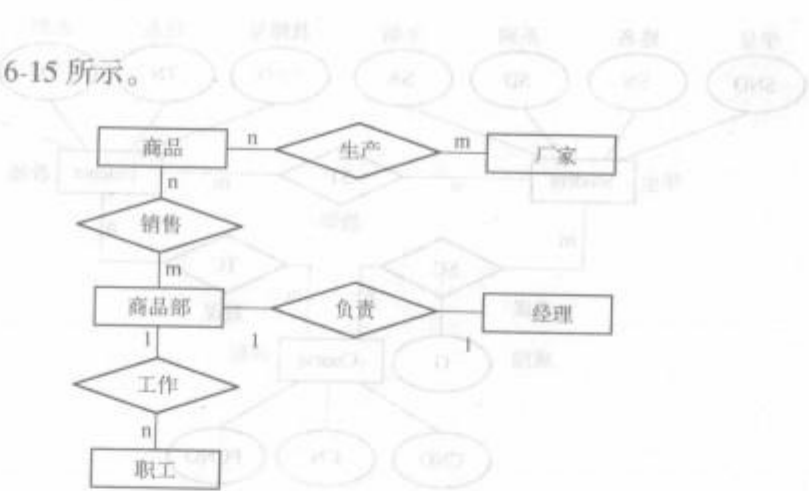 6-15 所示。
商品 n 生产 m 厂家
n
销售
m
商品部 负责 经理
1 1 1
工作
n
职工